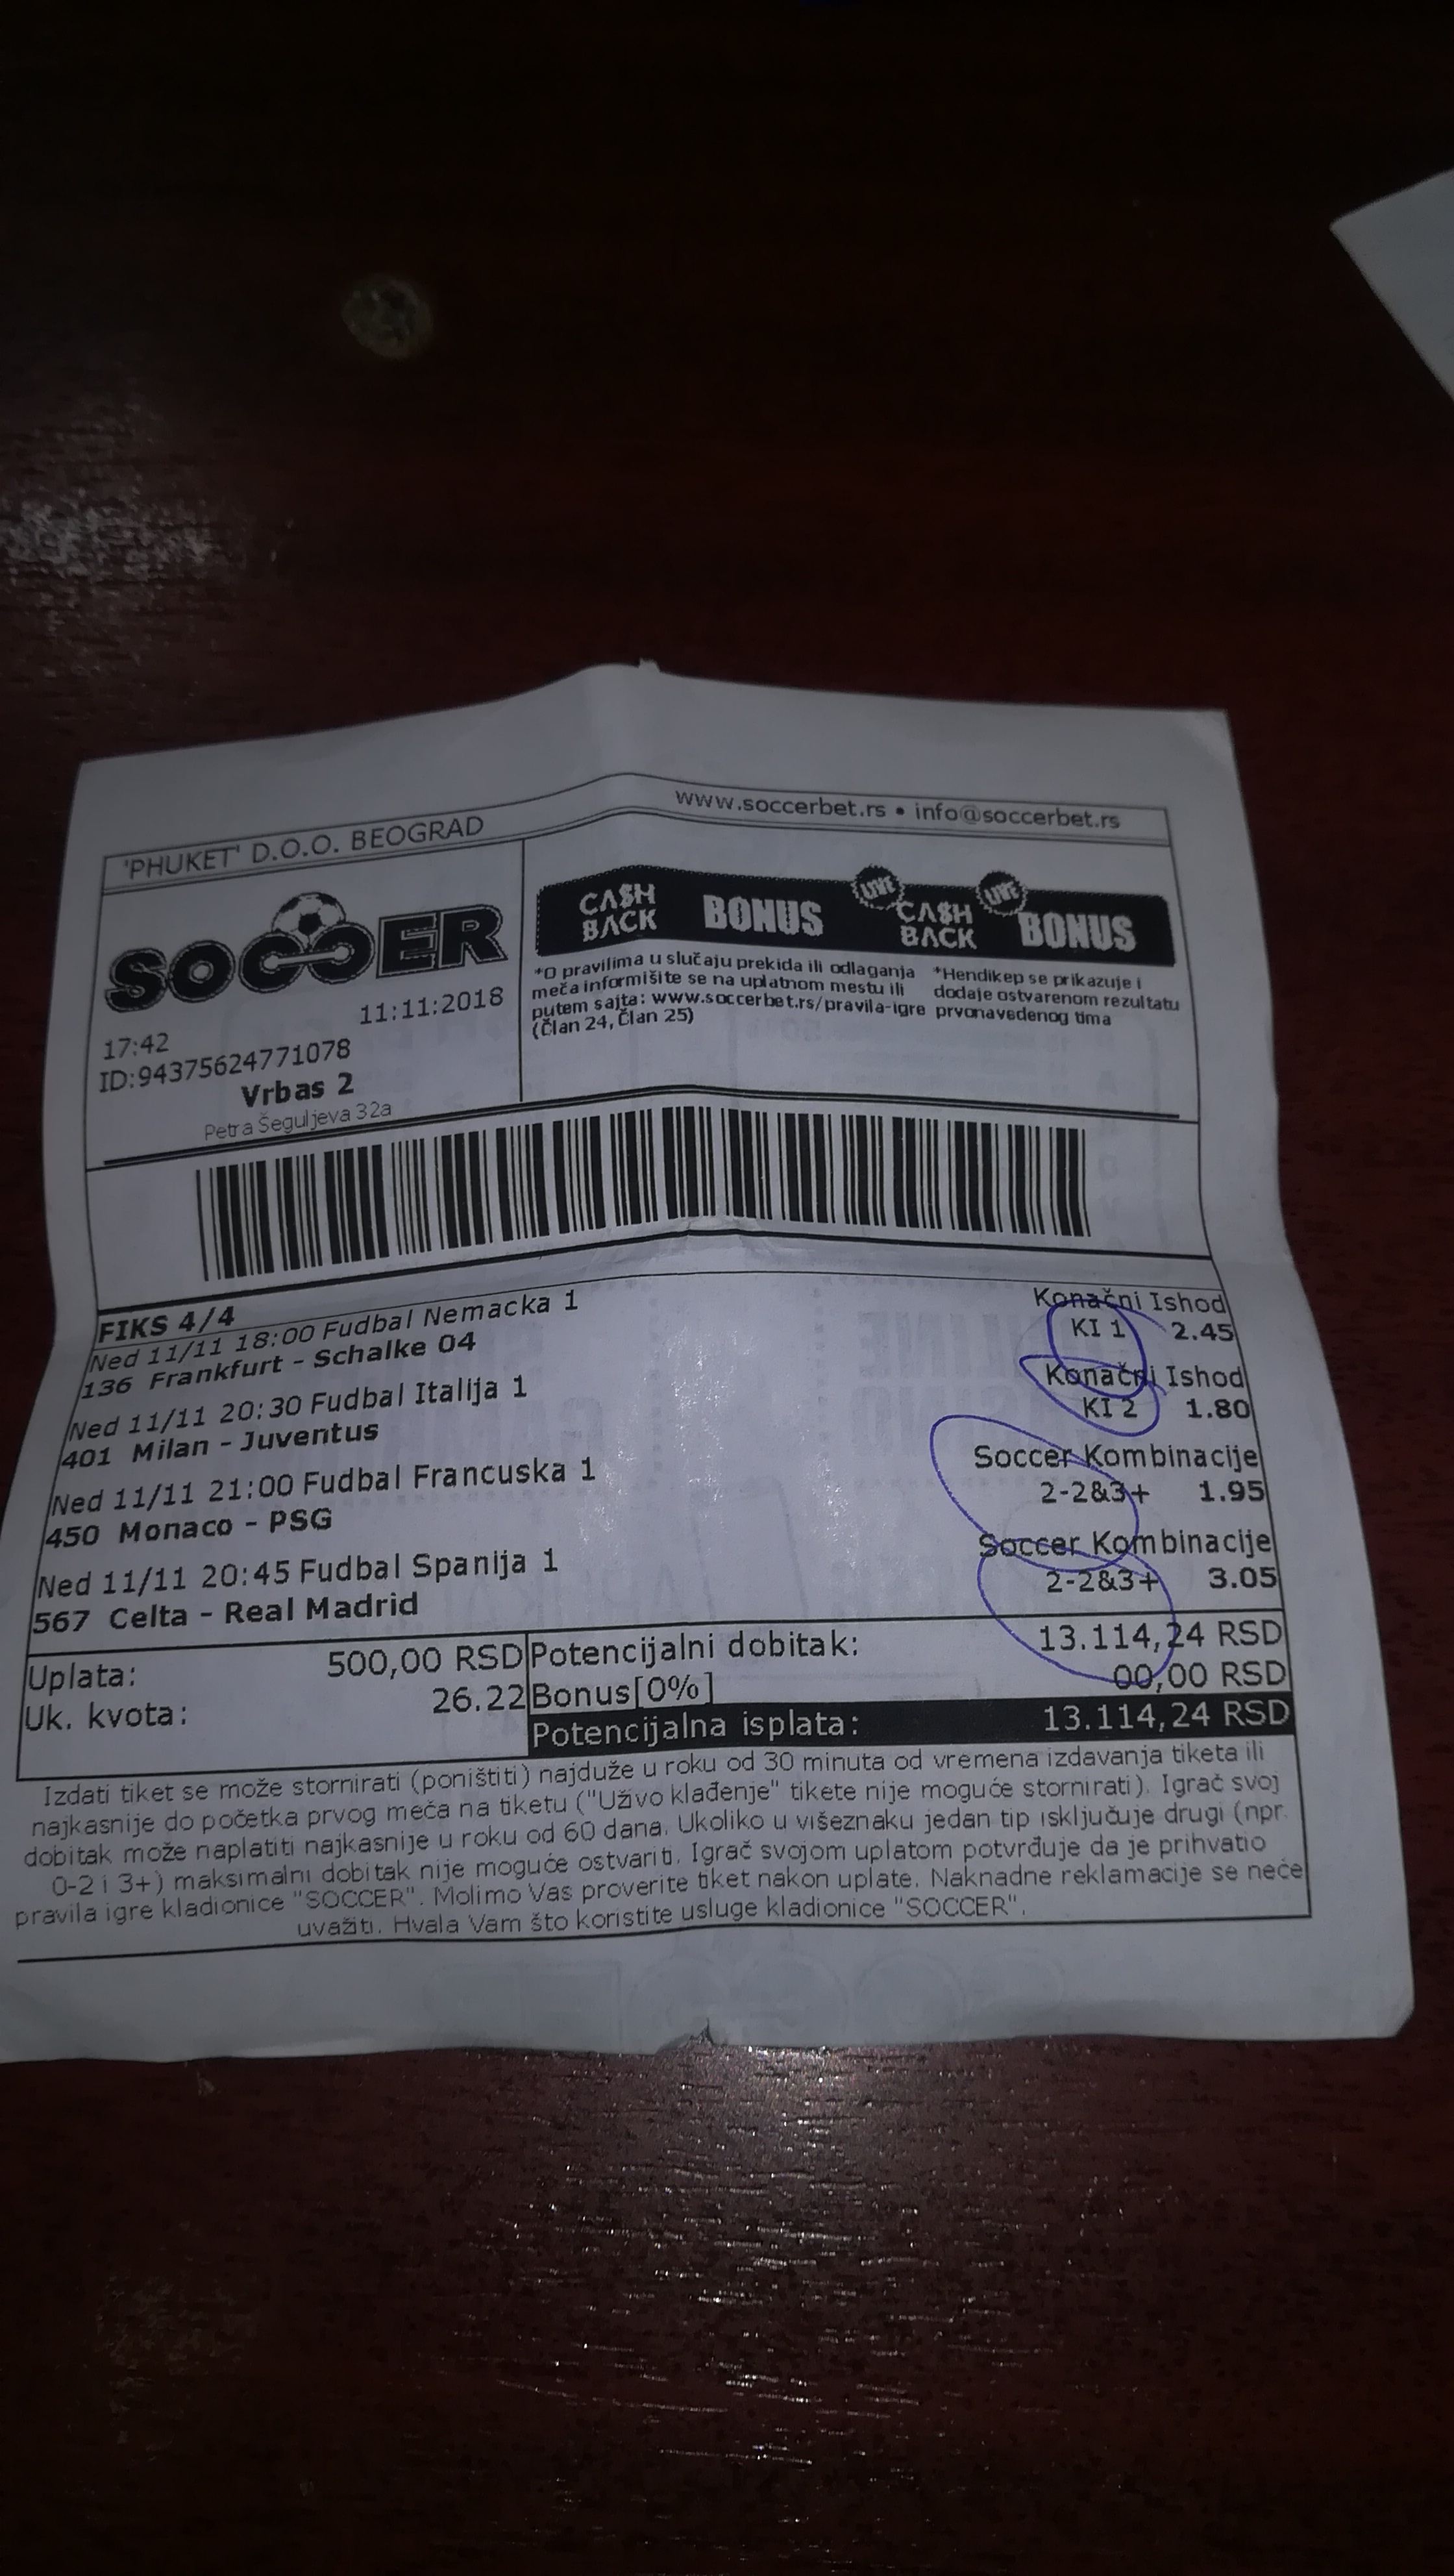 'PHUKET' D.O.O. BEOGRAD
www.soccerbet.rs • info@soccerbet.rs
SOCCER
CA$H BACK BONUS LIVE CA$H BACK LIVE BONUS
*O pravilima u slučaju prekida ili odlaganja
meča informišite se na uplatnom mestu ili
putem sajta: www.soccerbet.rs/pravila-igre
(Član 24, Član 25)
*Hendikep se prikazuje i
dodaje ostvarenom rezultatu
prvonavedenog tima
17:42 11:11:2018
ID:94375624771078
Vrbas 2
Petra Šeguljeva 32a
FIKS 4/4
Ned 11/11 18:00 Fudbal Nemacka 1 Konačni Ishod
136 Frankfurt - Schalke 04 KI 1 2.45
Ned 11/11 20:30 Fudbal Italija 1 Konačni Ishod
401 Milan - Juventus KI 2 1.80
Ned 11/11 21:00 Fudbal Francuska 1 Soccer Kombinacije
450 Monaco - PSG 2-2&3+ 1.95
Ned 11/11 20:45 Fudbal Spanija 1 Soccer Kombinacije
567 Celta - Real Madrid 2-2&3+ 3.05
Uplata: 500,00 RSD Potencijalni dobitak: 13.114,24 RSD
Uk. kvota: 26.22 Bonus[0%] 00,00 RSD
Potencijalna isplata: 13.114,24 RSD
Izdati tiket se može stornirati (poništiti) najduže u roku od 30 minuta od vremena izdavanja tiketa ili
najkasnije do početka prvog meča na tiketu ("Uživo klađenje" tikete nije moguće stornirati). Igrač svoj
dobitak može naplatiti najkasnije u roku od 60 dana. Ukoliko u višeznaku jedan tip isključuje drugi (npr.
0-2 i 3+) maksimalni dobitak nije moguće ostvariti. Igrač svojom uplatom potvrđuje da je prihvatio
pravila igre kladionice "SOCCER". Molimo Vas proverite tiket nakon uplate. Naknadne reklamacije se neće
uvažiti. Hvala Vam što koristite usluge kladionice "SOCCER".